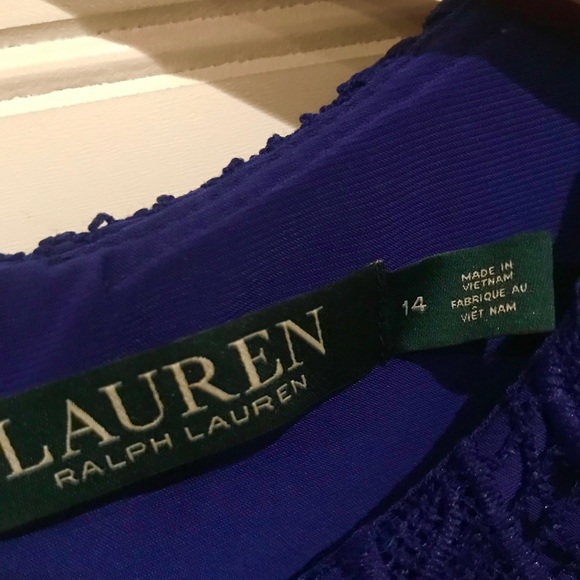 LAUREN
RALPH LAUREN
14
MADE IN
VIETNAM
FABRIQUE AU
VIÊT NAM